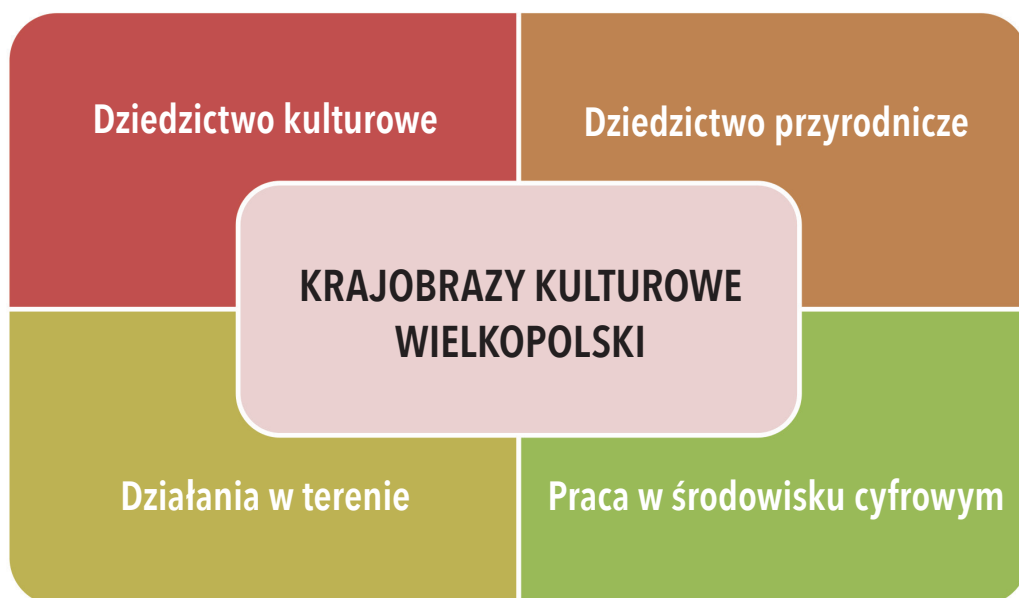 Dziedzictwo kulturowe
Dziedzictwo przyrodnicze
KRAJOBRAZY KULTUROWE
WIELKOPOLSKI
Działania w terenie
Praca w środowisku cyfrowym